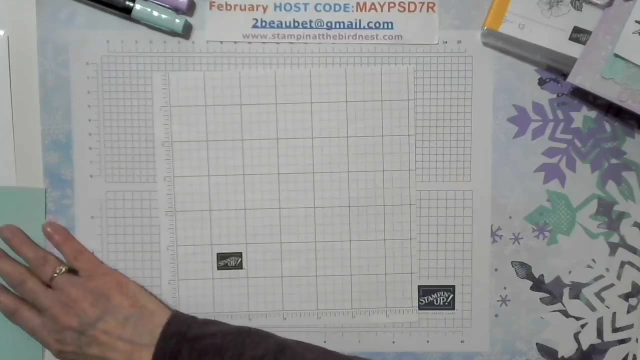 February HOST CODE:MAYPSD7R
2beaubet@gmail.com
www.stampinatthebirdnest.com
STAMPIN' UP!
STAMPIN' UP!